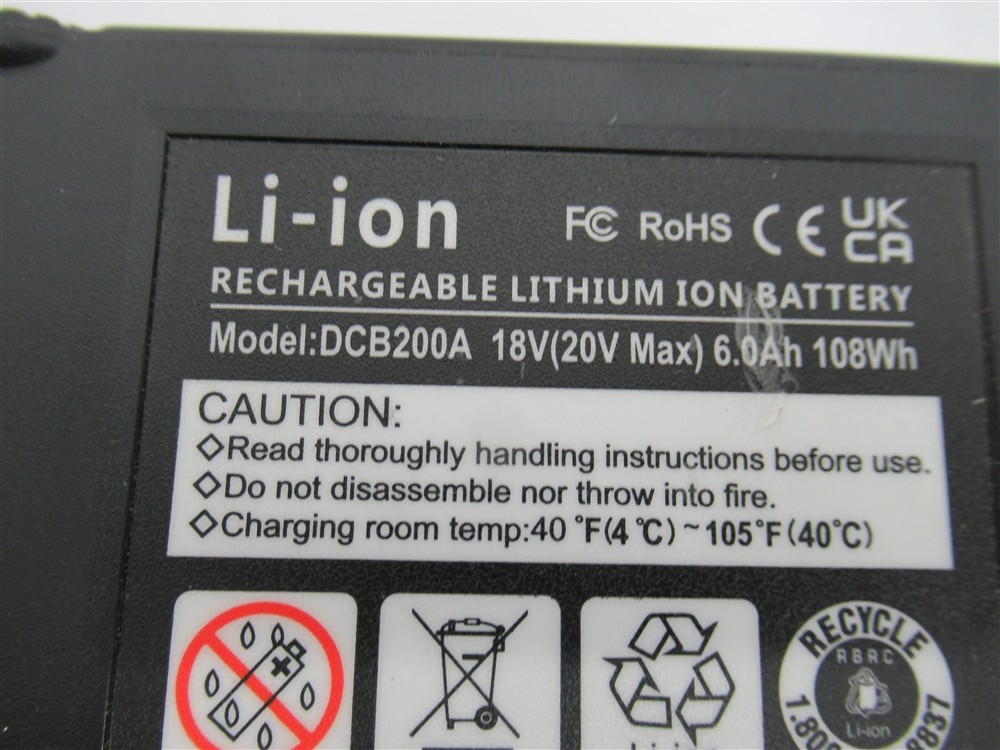 Li-ion FC RoHS CE UK CA
RECHARGEABLE LITHIUM ION BATTERY
Model:DCB200A 18V(20V Max) 6.0Ah 108Wh
CAUTION:
◇Read thoroughly handling instructions before use.
◇Do not disassemble nor throw into fire.
◇Charging room temp:40 °F(4 °C) ~105°F(40°C)
RECYCLE
RBRC
Li-ion